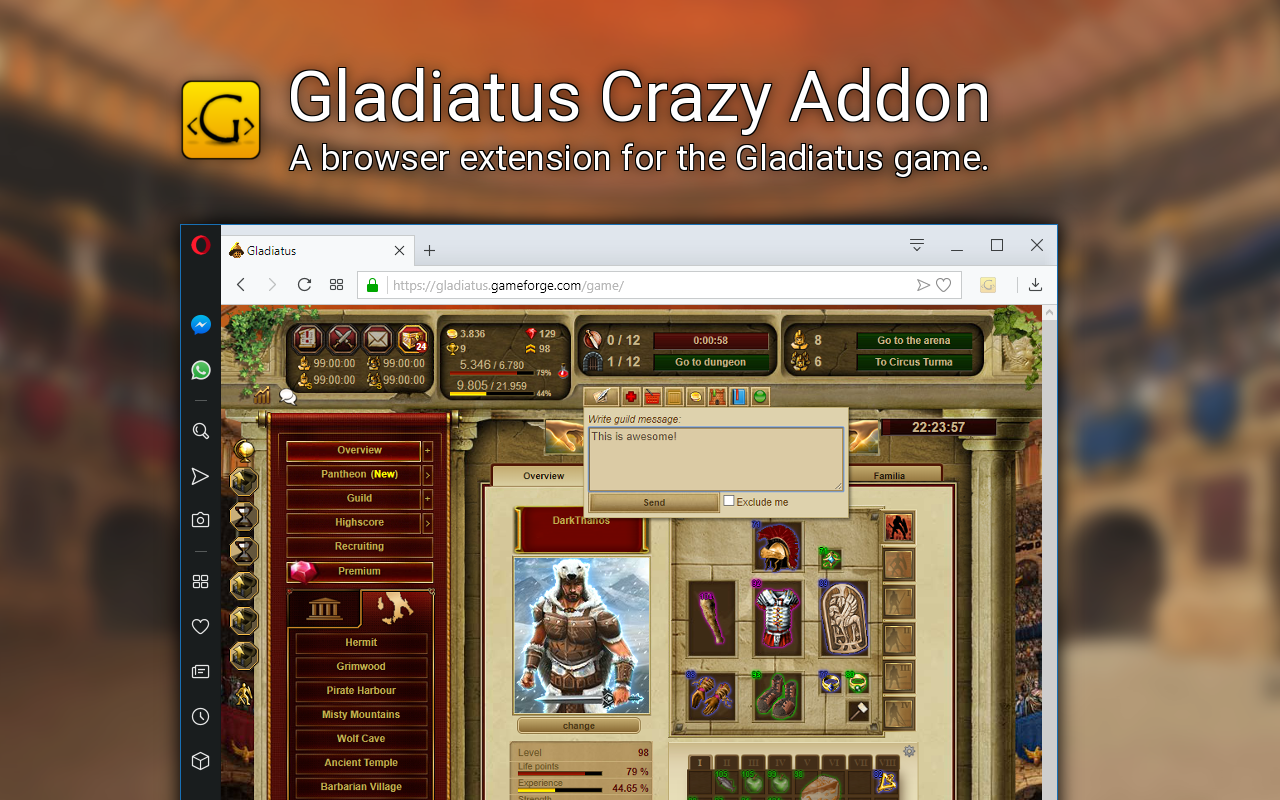 G
Gladiatus Crazy Addon
A browser extension for the Gladiatus game.
Gladiatus
https://gladiatus.gameforge.com/game/
G
24
99:00:00 99:00:00
99:00:00 99:00:00
3.836 129
9 98
5.346 / 6.780 79%
9.805 / 21.959 44%
0 / 12 0:00:58
1 / 12 Go to dungeon
8 Go to the arena
6 To Circus Turma
22:23:57
Write guild message:
This is awesome!
Send Exclude me
Overview +
Pantheon (New) >
Guild +
Highscore >
Recruiting
Premium
Hermit
Grimwood
Pirate Harbour
Misty Mountains
Wolf Cave
Ancient Temple
Barbarian Village
Overview
Familia
DarkThanos
change
Level 98
Life points 79 %
Experience 44.65 %
Strength
I II III IV V VI VII VIII